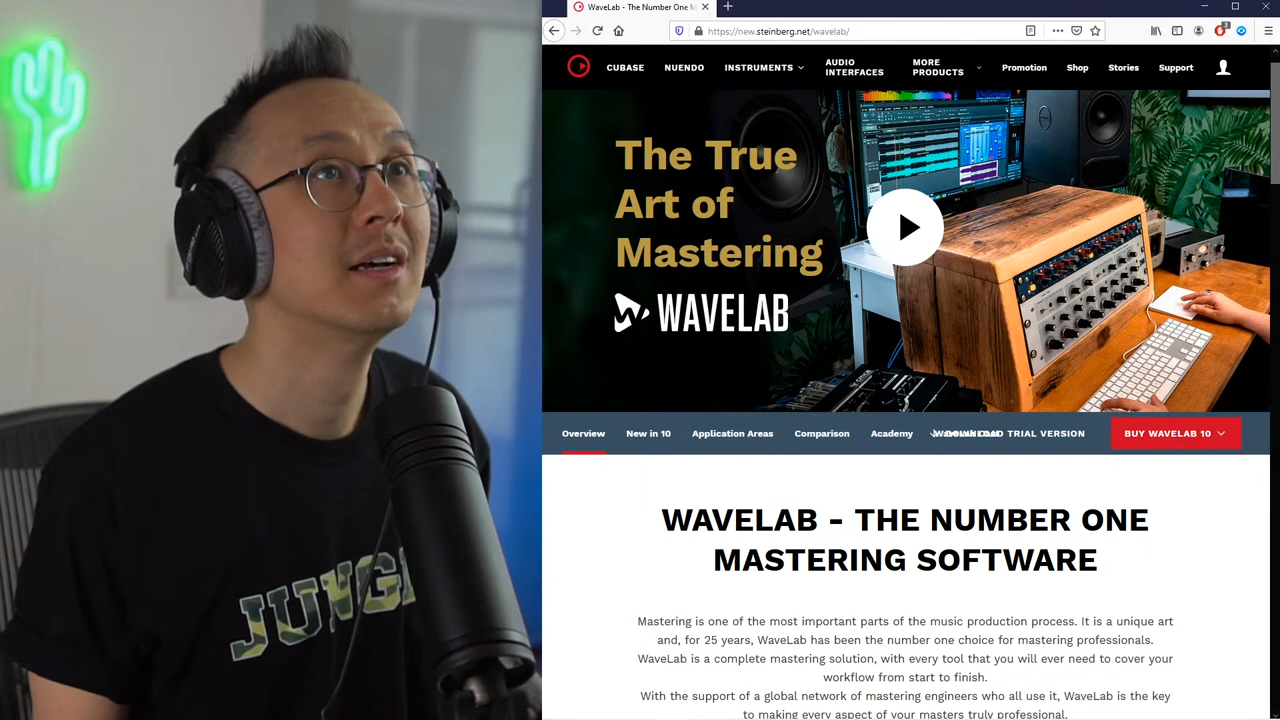 WaveLab - The Number One M
https://new.steinberg.net/wavelab/
CUBASE
NUENDO
INSTRUMENTS
AUDIO
INTERFACES
MORE
PRODUCTS
Promotion
Shop
Stories
Support
The True
Art of
Mastering
WAVELAB
Overview
New in 10
Application Areas
Comparison
Academy
TRIAL VERSION
BUY WAVELAB 10
WAVELAB - THE NUMBER ONE
MASTERING SOFTWARE
Mastering is one of the most important parts of the music production process. It is a unique art
and, for 25 years, WaveLab has been the number one choice for mastering professionals.
WaveLab is a complete mastering solution, with every tool that you will ever need to cover your
workflow from start to finish.
With the support of a global network of mastering engineers who all use it, WaveLab is the key
to making every aspect of your masters truly professional.
JUNGL